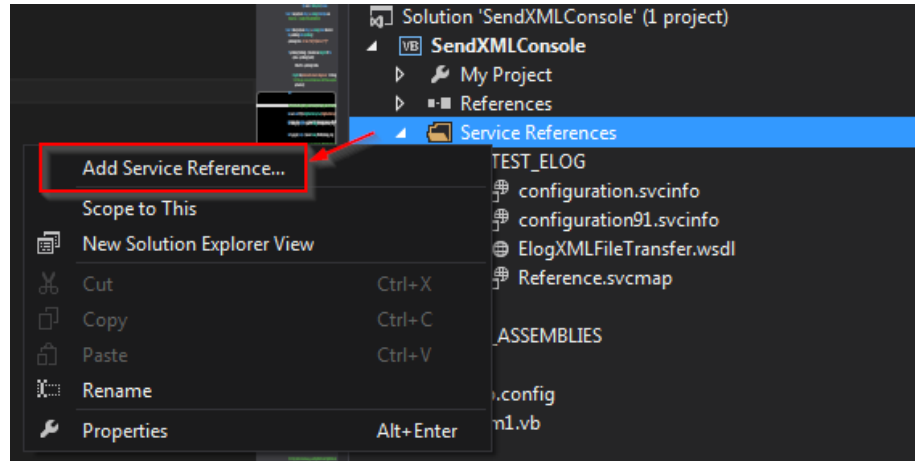 Solution 'SendXMLConsole' (1 project)
VB SendXMLConsole
My Project
References
Service References
TEST_ELOG
configuration.svcinfo
configuration91.svcinfo
ElogXMLFileTransfer.wsdl
Reference.svcmap
_ASSEMBLIES
.config
m1.vb
Add Service Reference...
Scope to This
New Solution Explorer View
Cut Ctrl+X
Copy Ctrl+C
Paste Ctrl+V
Rename
Properties Alt+Enter